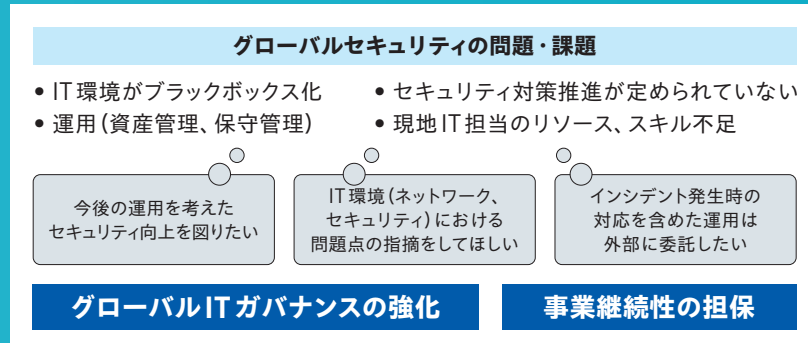 グローバルセキュリティの問題・課題
• IT環境がブラックボックス化
• セキュリティ対策推進が定められていない
• 運用(資産管理、保守管理)
• 現地IT担当のリソース、スキル不足
今後の運用を考えた
セキュリティ向上を図りたい
IT環境(ネットワーク、
セキュリティ)における
問題点の指摘をしてほしい
インシデント発生時の
対応を含めた運用は
外部に委託したい
グローバルITガバナンスの強化
事業継続性の担保